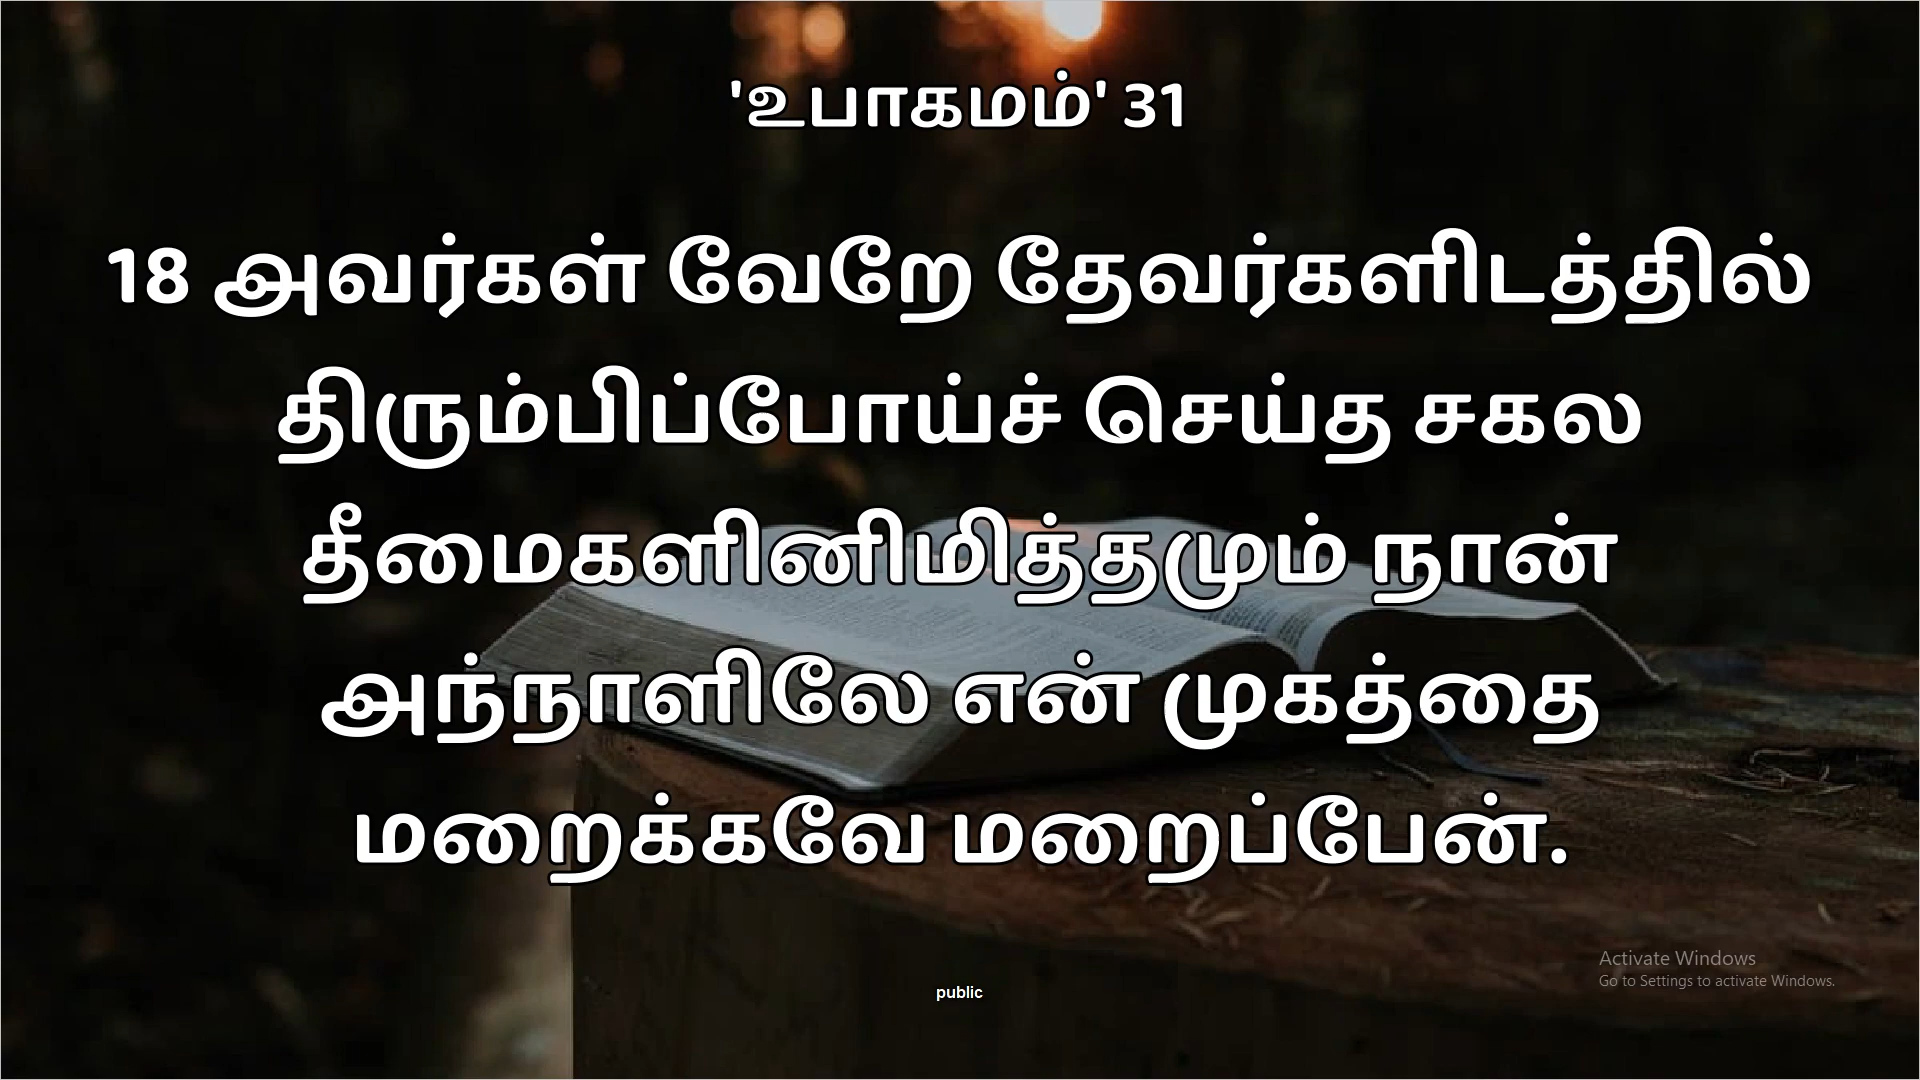 'உபாகமம்' 31
18 அவர்கள் வேறே தேவர்களிடத்தில்
திரும்பிப்போய்ச் செய்த சகல
தீமைகளினிமித்தமும் நான்
அந்நாளிலே என் முகத்தை
மறைக்கவே மறைப்பேன்.
Activate Windows
Go to Settings to activate Windows.
public